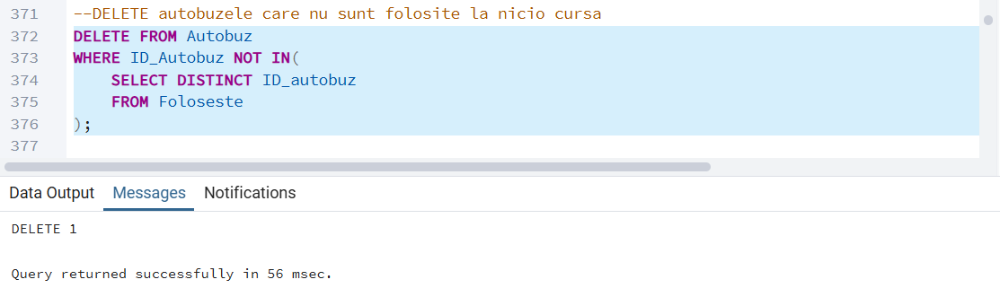 371 --DELETE autobuzele care nu sunt folosite la nicio cursa
372 DELETE FROM Autobuz
373 WHERE ID_Autobuz NOT IN(
374     SELECT DISTINCT ID_autobuz
375     FROM Foloseste
376 );
377
Data Output Messages Notifications
DELETE 1
Query returned successfully in 56 msec.